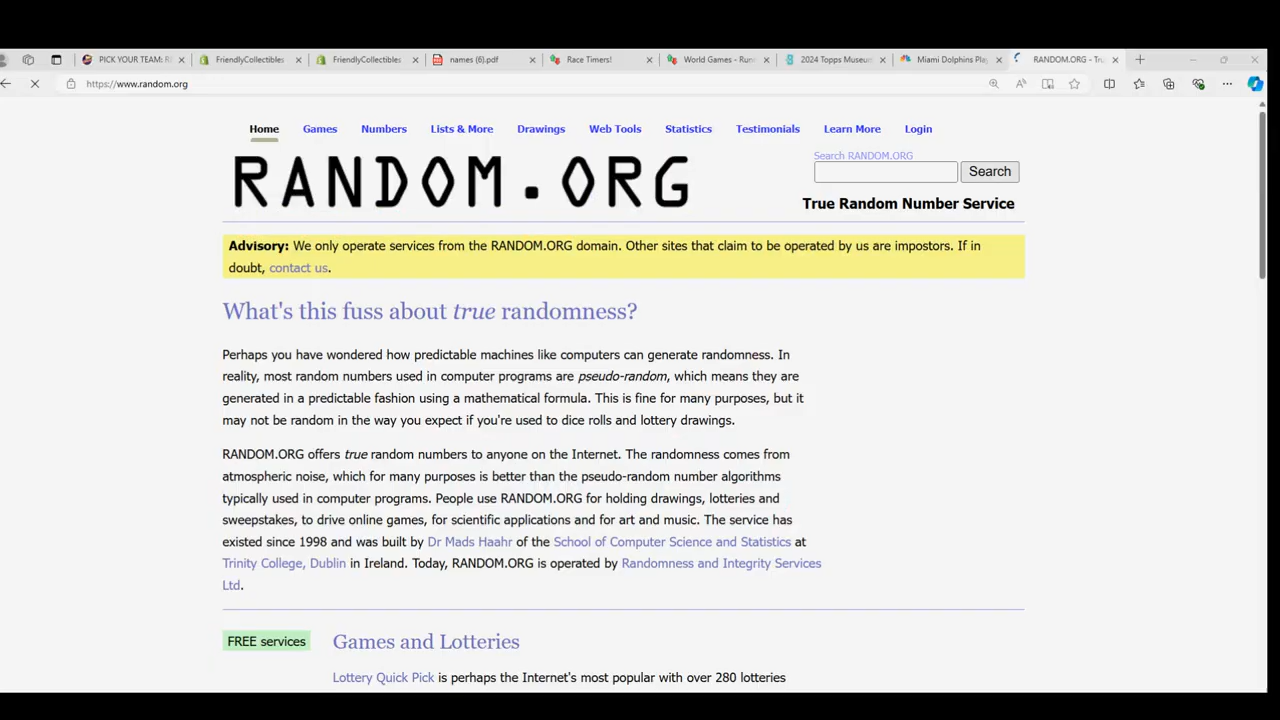 PICK YOUR TEAM: R
FriendlyCollectibles
FriendlyCollectibles
names (6).pdf
Race Timers!
World Games - Run
2024 Topps Museum
Miami Dolphins Pla
RANDOM.ORG - Tru
https://www.random.org
Home Games Numbers Lists & More Drawings Web Tools Statistics Testimonials Learn More Login
RANDOM.ORG
Search RANDOM.ORG
Search
True Random Number Service
Advisory: We only operate services from the RANDOM.ORG domain. Other sites that claim to be operated by us are impostors. If in
doubt, contact us.
What's this fuss about true randomness?
Perhaps you have wondered how predictable machines like computers can generate randomness. In
reality, most random numbers used in computer programs are pseudo-random, which means they are
generated in a predictable fashion using a mathematical formula. This is fine for many purposes, but it
may not be random in the way you expect if you're used to dice rolls and lottery drawings.
RANDOM.ORG offers true random numbers to anyone on the Internet. The randomness comes from
atmospheric noise, which for many purposes is better than the pseudo-random number algorithms
typically used in computer programs. People use RANDOM.ORG for holding drawings, lotteries and
sweepstakes, to drive online games, for scientific applications and for art and music. The service has
existed since 1998 and was built by Dr Mads Haahr of the School of Computer Science and Statistics at
Trinity College, Dublin in Ireland. Today, RANDOM.ORG is operated by Randomness and Integrity Services
Ltd.
FREE services
Games and Lotteries
Lottery Quick Pick is perhaps the Internet's most popular with over 280 lotteries